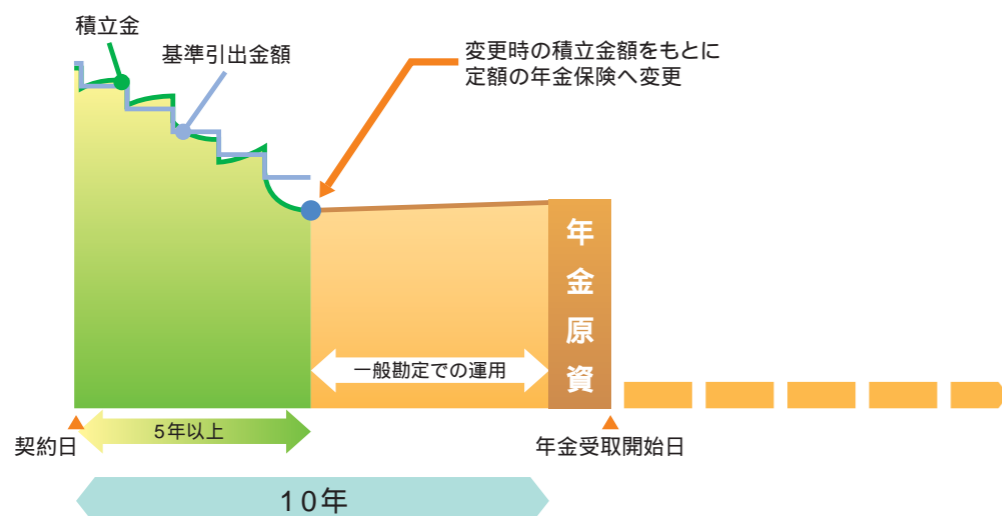 積立金
基準引出金額
変更時の積立金額をもとに
定額の年金保険へ変更
年金原資
一般勘定での運用
5年以上
契約日
年金受取開始日
10年